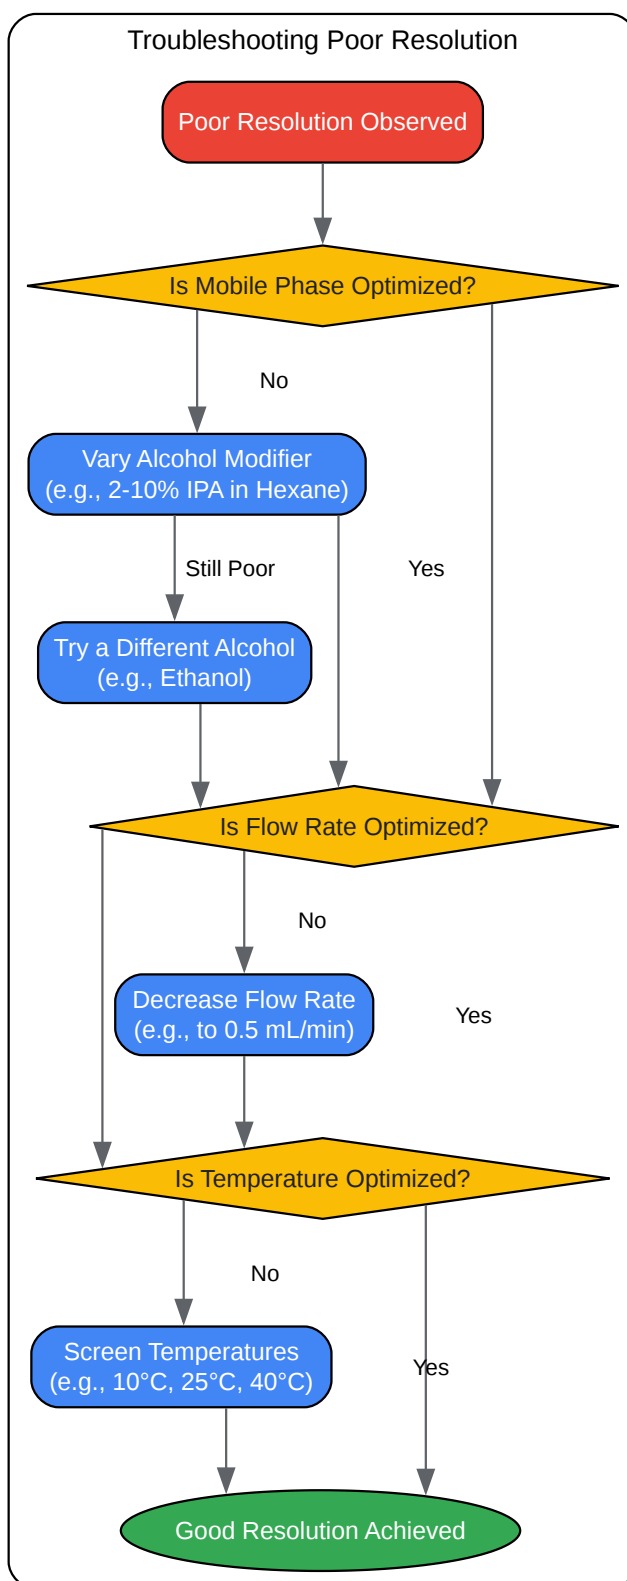 Troubleshooting Poor Resolution
Poor Resolution Observed
Is Mobile Phase Optimized?
No
Vary Alcohol Modifier
(e.g., 2-10% IPA in Hexane)
Still Poor
Yes
Try a Different Alcohol
(e.g., Ethanol)
Is Flow Rate Optimized?
No
Decrease Flow Rate
(e.g., to 0.5 mL/min)
Yes
Is Temperature Optimized?
No
Screen Temperatures
(e.g., 10°C, 25°C, 40°C)
Yes
Good Resolution Achieved